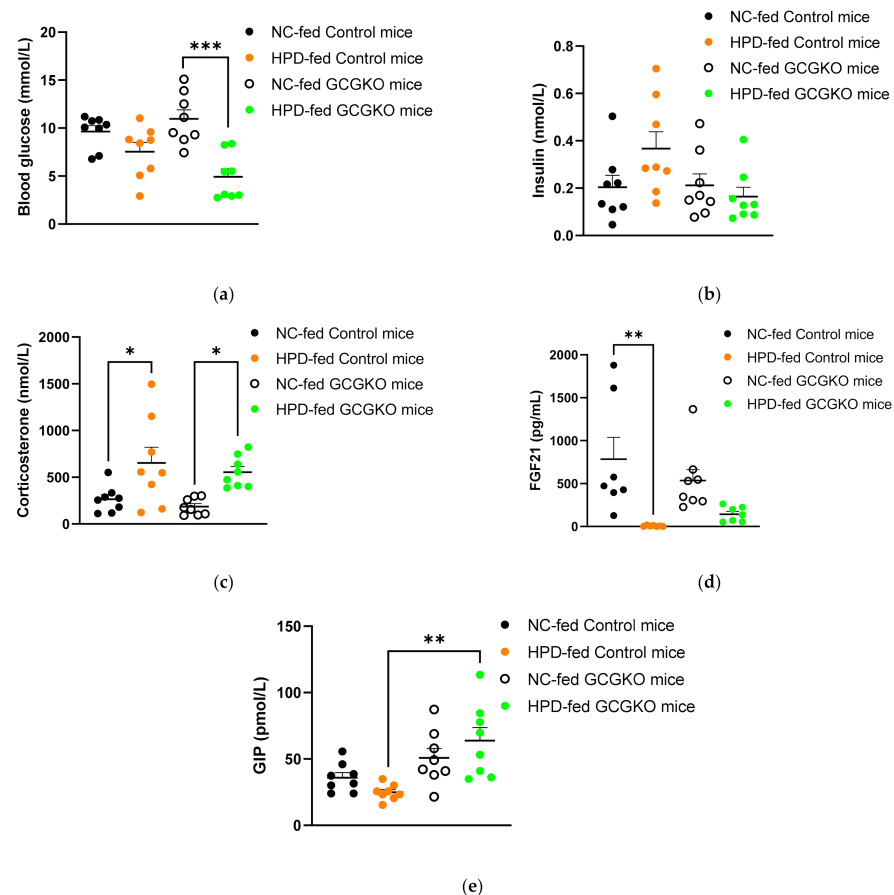 NC-fed Control mice
HPD-fed Control mice
NC-fed GCGKO mice
HPD-fed GCGKO mice
***
Blood glucose (mmol/L)
20
15
10
5
0
(a)
NC-fed Control mice
HPD-fed Control mice
NC-fed GCGKO mice
HPD-fed GCGKO mice
Insulin (nmol/L)
0.8
0.6
0.4
0.2
0.0
(b)
NC-fed Control mice
HPD-fed Control mice
NC-fed GCGKO mice
HPD-fed GCGKO mice
*
*
Corticosterone (nmol/L)
2000
1500
1000
500
0
(c)
NC-fed Control mice
HPD-fed Control mice
NC-fed GCGKO mice
HPD-fed GCGKO mice
**
FGF21 (pg/mL)
2000
1500
1000
500
0
(d)
NC-fed Control mice
HPD-fed Control mice
NC-fed GCGKO mice
HPD-fed GCGKO mice
**
GIP (pmol/L)
150
100
50
0
(e)